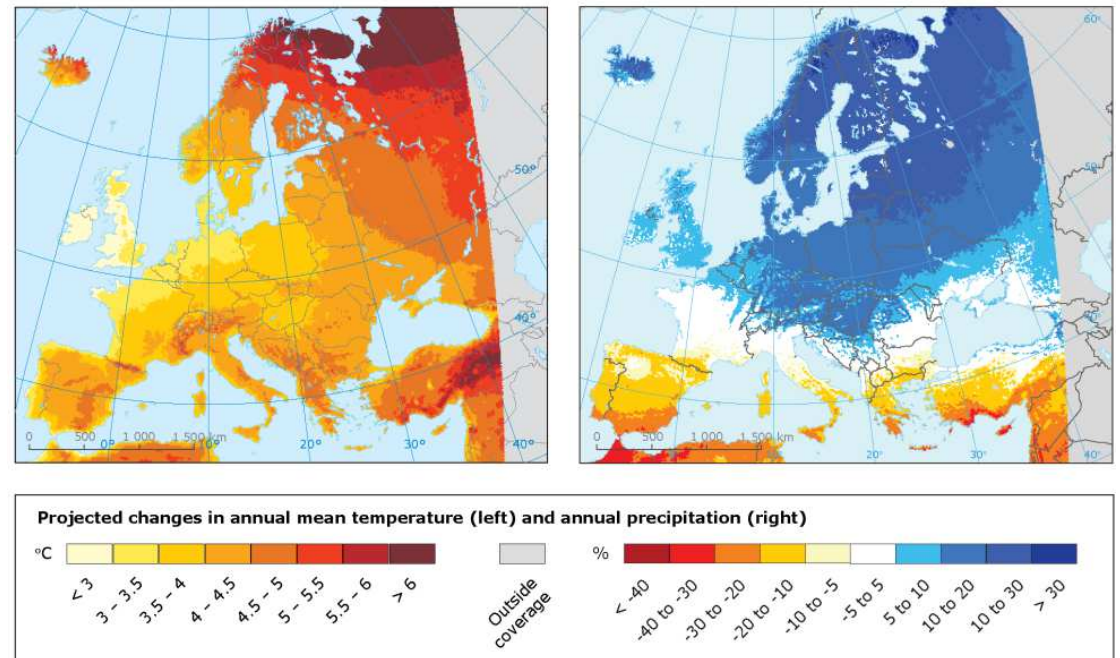 60°
50°
50°
40°
40°
0 500 1 000 1 500 km
0° 10° 20° 30° 40°
0 500 1 000 1 500 km
20° 30° 40°
Projected changes in annual mean temperature (left) and annual precipitation (right)
°C
< 3
3 – 3.5
3.5 – 4
4 – 4.5
4.5 – 5
5 – 5.5
5.5 – 6
> 6
Outside
coverage
%
< -40
-40 to -30
-30 to -20
-20 to -10
-10 to -5
-5 to 5
5 to 10
10 to 20
10 to 30
> 30